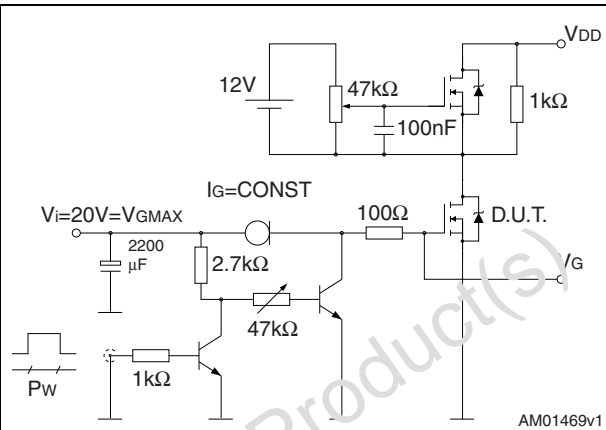 VDD
12V
47kΩ
1kΩ
100nF
IG=CONST
Vi=20V=VGMAX
100Ω
D.U.T.
2200
μF
2.7kΩ
VG
47kΩ
1kΩ
PW
Product(s)
AM01469v1